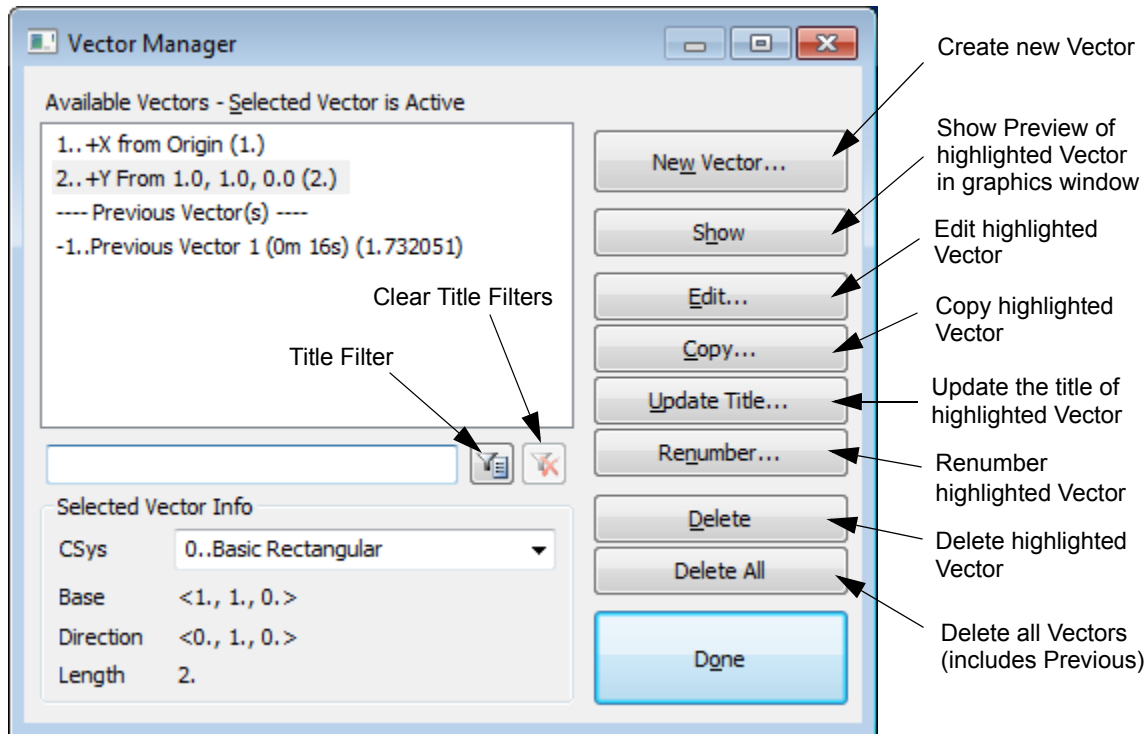 Vector Manager
Available Vectors - Selected Vector is Active
1..+X from Origin (1.)
2..+Y From 1.0, 1.0, 0.0 (2.)
---- Previous Vector(s) ----
-1..Previous Vector 1 (0m 16s) (1.732051)
Clear Title Filters
Title Filter
Selected Vector Info
CSys
0..Basic Rectangular
Base
<1., 1., 0.>
Direction
<0., 1., 0.>
Length
2.
New Vector...
Show
Edit...
Copy...
Update Title...
Renumber...
Delete
Delete All
Done
Create new Vector
Show Preview of
highlighted Vector
in graphics window
Edit highlighted
Vector
Copy highlighted
Vector
Update the title of
highlighted Vector
Renumber
highlighted Vector
Delete highlighted
Vector
Delete all Vectors
(includes Previous)